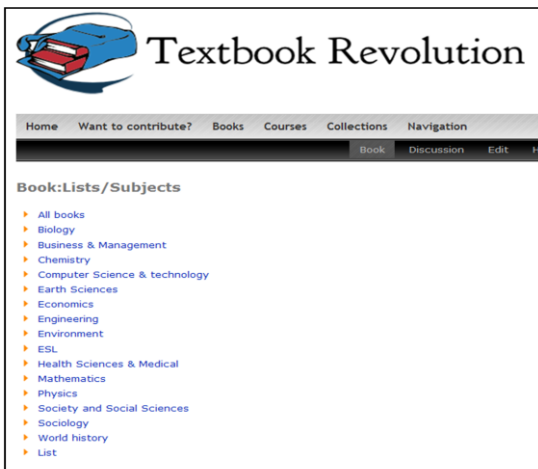 Textbook Revolution
Home Want to contribute? Books Courses Collections Navigation
Book Discussion Edit
Book:Lists/Subjects
All books
Biology
Business & Management
Chemistry
Computer Science & technology
Earth Sciences
Economics
Engineering
Environment
ESL
Health Sciences & Medical
Mathematics
Physics
Society and Social Sciences
Sociology
World history
List